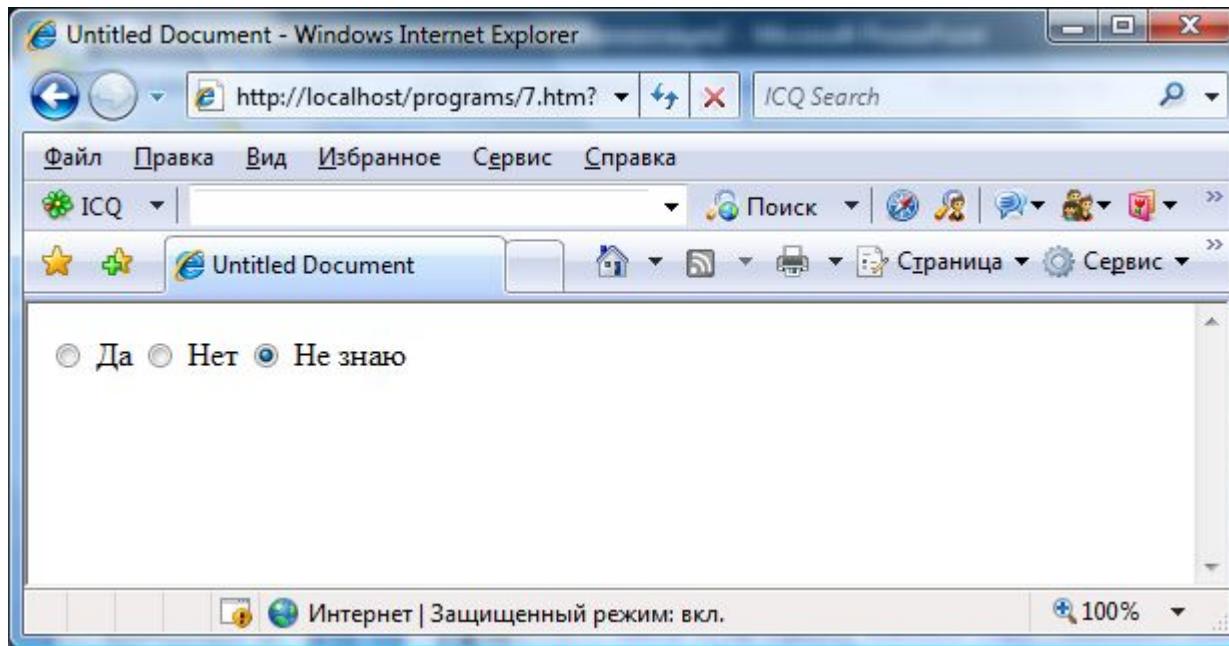 Untitled Document - Windows Internet Explorer
http://localhost/programs/7.htm? ICQ Search
Файл Правка Вид Избранное Сервис Справка
ICQ Поиск
Untitled Document Страница Сервис
Да Нет Не знаю
Интернет | Защищенный режим: вкл. 100%